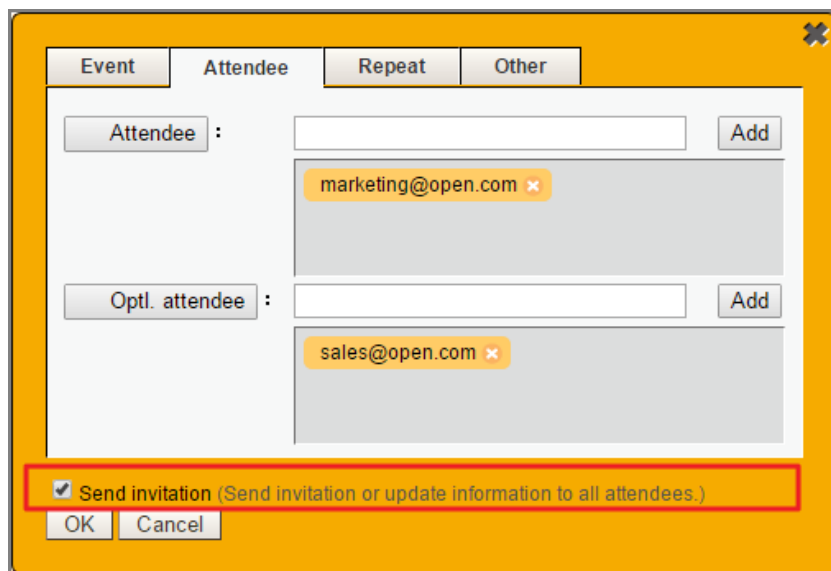 Event Attendee Repeat Other
Attendee : Add
marketing@open.com
Optl. attendee : Add
sales@open.com
Send invitation (Send invitation or update information to all attendees.)
OK Cancel